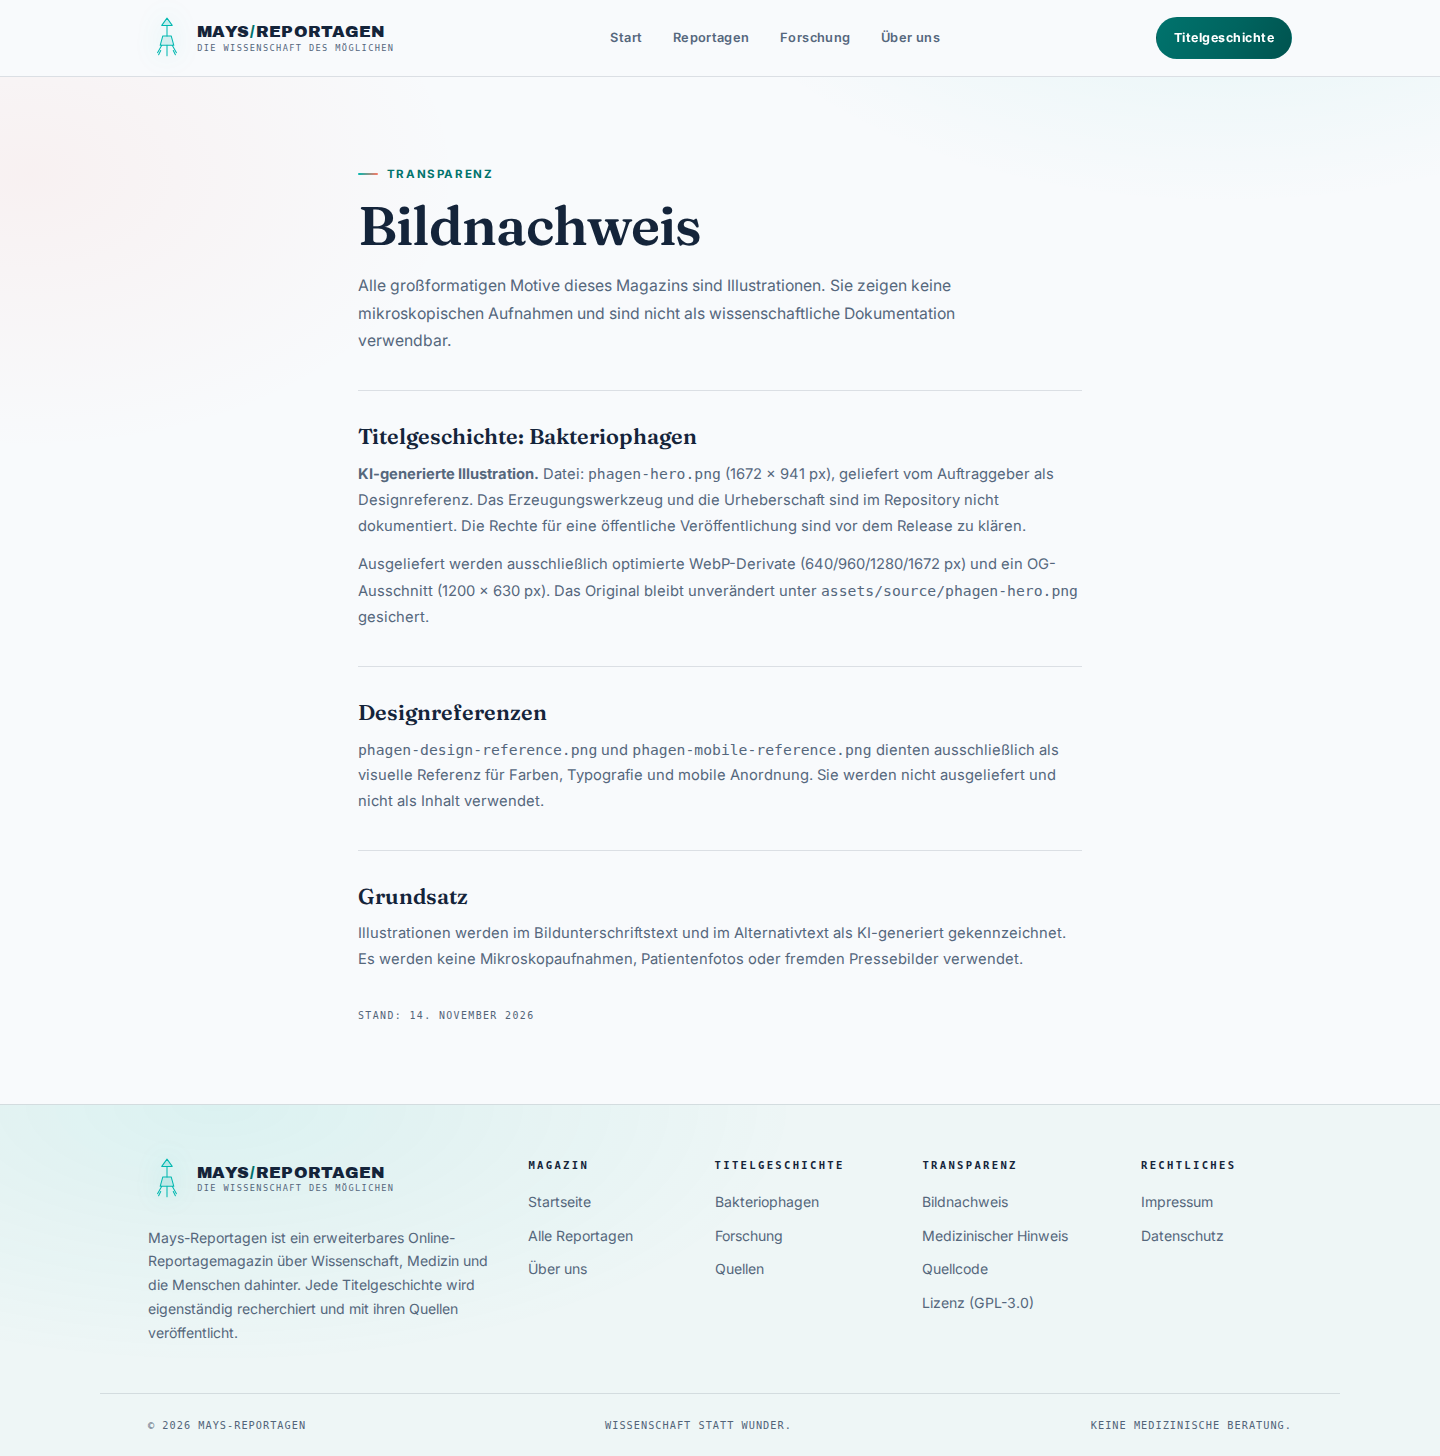 MAYS/REPORTAGEN
DIE WISSENSCHAFT DES MÖGLICHEN
Start
Reportagen
Forschung
Über uns
Titelgeschichte
TRANSPARENZ
Bildnachweis
Alle großformatigen Motive dieses Magazins sind Illustrationen. Sie zeigen keine
mikroskopischen Aufnahmen und sind nicht als wissenschaftliche Dokumentation
verwendbar.
Titelgeschichte: Bakteriophagen
KI-generierte Illustration. Datei: phagen-hero.png (1672 × 941 px), geliefert vom Auftraggeber als
Designreferenz. Das Erzeugungswerkzeug und die Urheberschaft sind im Repository nicht
dokumentiert. Die Rechte für eine öffentliche Veröffentlichung sind vor dem Release zu klären.
Ausgeliefert werden ausschließlich optimierte WebP-Derivate (640/960/1280/1672 px) und ein OG-
Ausschnitt (1200 × 630 px). Das Original bleibt unverändert unter assets/source/phagen-hero.png
gesichert.
Designreferenzen
phagen-design-reference.png und phagen-mobile-reference.png dienten ausschließlich als
visuelle Referenz für Farben, Typografie und mobile Anordnung. Sie werden nicht ausgeliefert und
nicht als Inhalt verwendet.
Grundsatz
Illustrationen werden im Bildunterschriftstext und im Alternativtext als KI-generiert gekennzeichnet.
Es werden keine Mikroskopaufnahmen, Patientenfotos oder fremden Pressebilder verwendet.
STAND: 14. NOVEMBER 2026
MAYS/REPORTAGEN
DIE WISSENSCHAFT DES MÖGLICHEN
Mays-Reportagen ist ein erweiterbares Online-
Reportagemagazin über Wissenschaft, Medizin und
die Menschen dahinter. Jede Titelgeschichte wird
eigenständig recherchiert und mit ihren Quellen
veröffentlicht.
MAGAZIN
Startseite
Alle Reportagen
Über uns
TITELGESCHICHTE
Bakteriophagen
Forschung
Quellen
TRANSPARENZ
Bildnachweis
Medizinischer Hinweis
Quellcode
Lizenz (GPL-3.0)
RECHTLICHES
Impressum
Datenschutz
© 2026 MAYS-REPORTAGEN
WISSENSCHAFT STATT WUNDER.
KEINE MEDIZINISCHE BERATUNG.